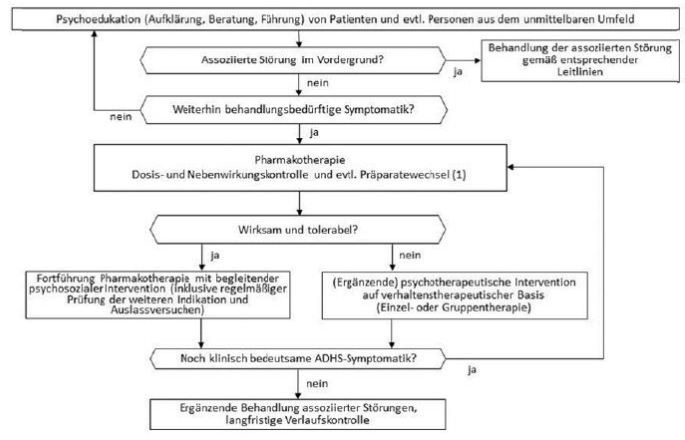 Psychoedukation (Aufklärung, Beratung, Führung) von Patienten und evtl. Personen aus dem unmittelbaren Umfeld
Assoziierte Störung im Vordergrund?
ja
Behandlung der assoziierten Störung
gemäß entsprechender
Leitlinien
nein
Weiterhin behandlungsbedürftige Symptomatik?
nein
ja
Pharmakotherapie
Dosis- und Nebenwirkungskontrolle und evtl. Präparatewechsel (1)
Wirksam und tolerabel?
ja
nein
Fortführung Pharmakotherapie mit begleitender
psychosozialer Intervention (inklusive regelmäßiger
Prüfung der weiteren Indikation und
Auslassversuchen)
(Ergänzende) psychotherapeutische Intervention
auf verhaltenstherapeutischer Basis
(Einzel- oder Gruppentherapie)
Noch klinisch bedeutsame ADHS-Symptomatik?
ja
nein
Ergänzende Behandlung assoziierter Störungen,
langfristige Verlaufskontrolle